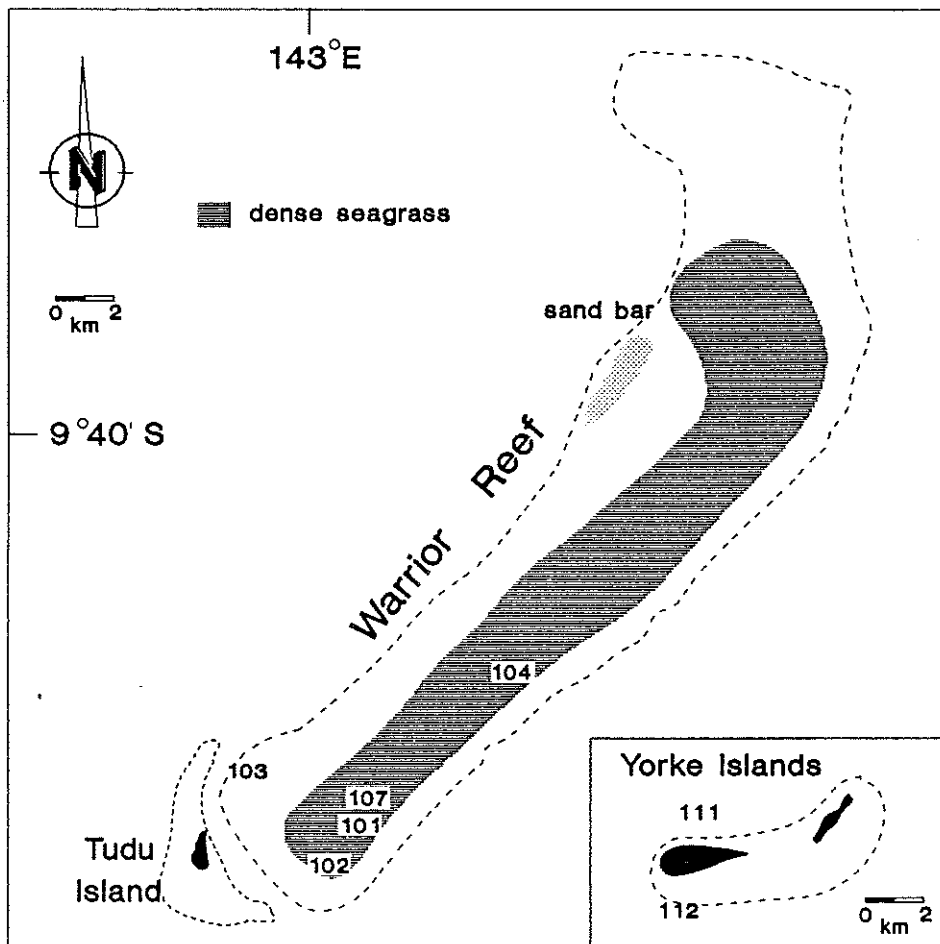 143°E
N
dense seagrass
0 2
km
sand bar
9°40' S
Warrior Reef
104
103
107
101
102
Tudu
Island
Yorke Islands
111
112
0 2
km